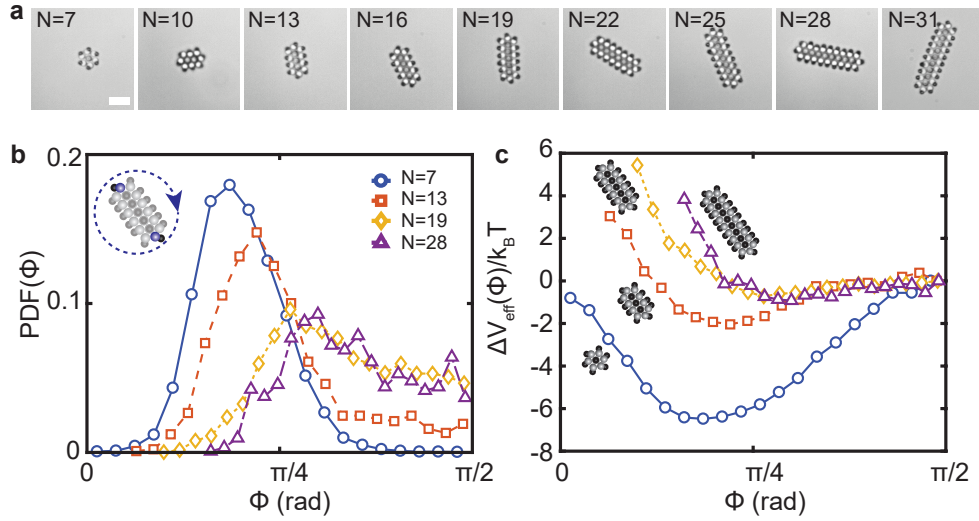 a
N=7 N=10 N=13 N=16 N=19 N=22 N=25 N=28 N=31
b
0.2
0.1
0
PDF(Φ)
N=7
N=13
N=19
N=28
0 π/4 π/2
Φ (rad)
c
6
4
2
0
-2
-4
-6
-8
ΔV_eff(Φ)/k_BT
0 π/4 π/2
Φ (rad)